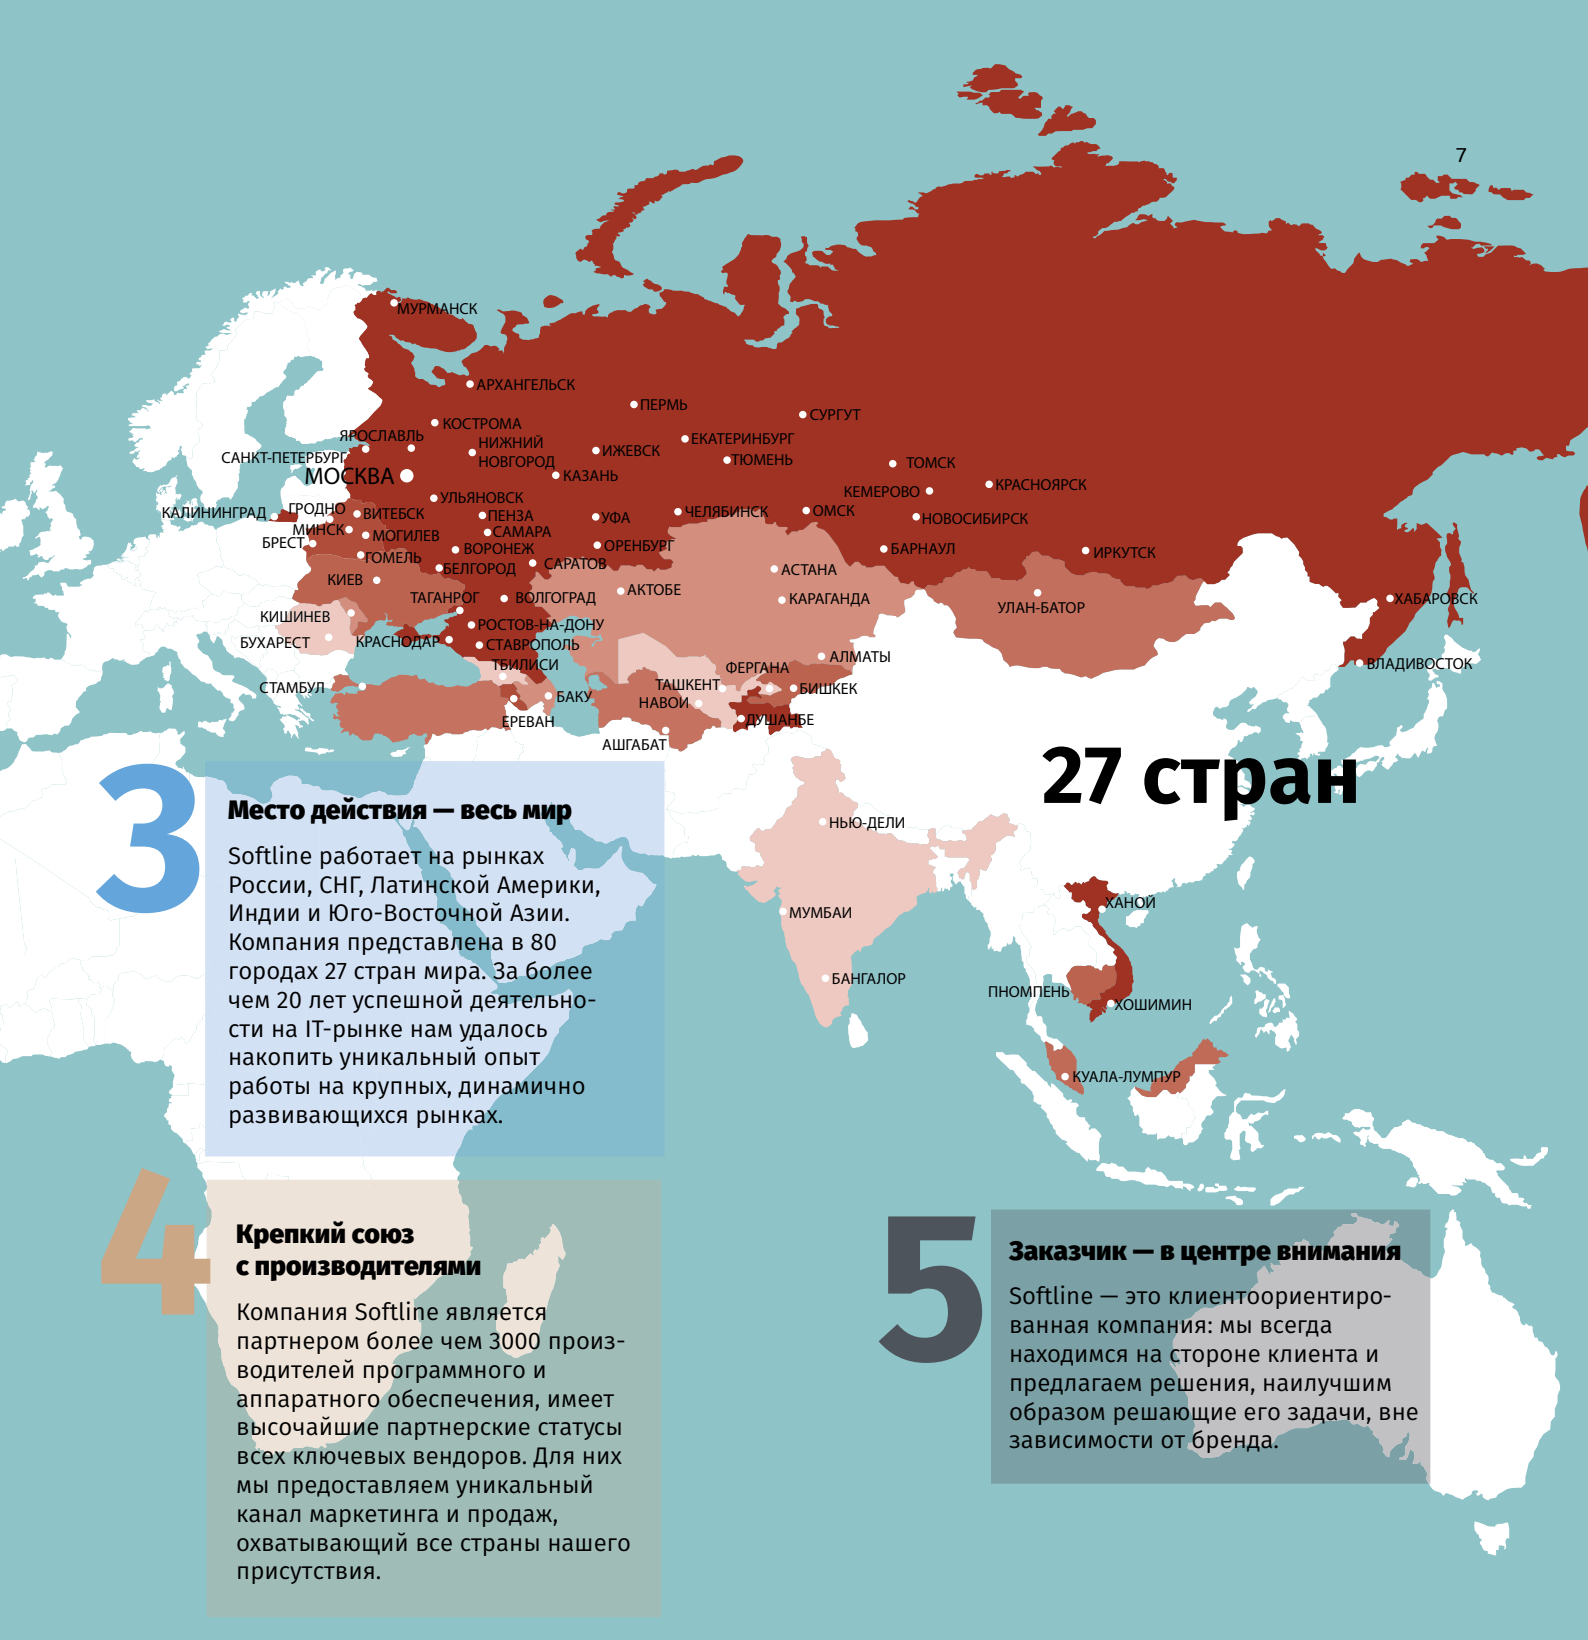 7
МУРМАНСК
АРХАНГЕЛЬСК
ПЕРМЬ
СУРГУТ
КОСТРОМА
ЯРОСЛАВЛЬ
НИЖНИЙ
НОВГОРОД
ЕКАТЕРИНБУРГ
ИЖЕВСК
САНКТ-ПЕТЕРБУРГ
ТЮМЕНЬ
ТОМСК
МОСКВА
КАЗАНЬ
КРАСНОЯРСК
КЕМЕРОВО
УЛЬЯНОВСК
КАЛИНИНГРАД
ГРОДНО
ВИТЕБСК
ПЕНЗА
УФА
ЧЕЛЯБИНСК
ОМСК
НОВОСИБИРСК
МИНСК
МОГИЛЕВ
САМАРА
БРЕСТ
ВОРОНЕЖ
ОРЕНБУРГ
БАРНАУЛ
ИРКУТСК
ГОМЕЛЬ
БЕЛГОРОД
САРАТОВ
АСТАНА
КИЕВ
АКТОБЕ
ТАГАНРОГ
ВОЛГОГРАД
КАРАГАНДА
УЛАН-БАТОР
ХАБАРОВСК
КИШИНЕВ
РОСТОВ-НА-ДОНУ
БУХАРЕСТ
КРАСНОДАР
СТАВРОПОЛЬ
ТБИЛИСИ
АЛМАТЫ
ВЛАДИВОСТОК
ФЕРГАНА
СТАМБУЛ
ТАШКЕНТ
БИШКЕК
БАКУ
НАВОИ
ЕРЕВАН
ДУШАНБЕ
АШГАБАТ
27 стран
НЬЮ-ДЕЛИ
МУМБАИ
БАНГАЛОР
ХАНОЙ
ПНОМПЕНЬ
ХОШИМИН
КУАЛА-ЛУМПУР
3
Место действия — весь мир
Softline работает на рынках
России, СНГ, Латинской Америки,
Индии и Юго-Восточной Азии.
Компания представлена в 80
городах 27 стран мира. За более
чем 20 лет успешной деятельно-
сти на IT-рынке нам удалось
накопить уникальный опыт
работы на крупных, динамично
развивающихся рынках.
4
Крепкий союз
с производителями
Компания Softline является
партнером более чем 3000 произ-
водителей программного и
аппаратного обеспечения, имеет
высочайшие партнерские статусы
всех ключевых вендоров. Для них
мы предоставляем уникальный
канал маркетинга и продаж,
охватывающий все страны нашего
присутствия.
5
Заказчик — в центре внимания
Softline — это клиентоориентиро-
ванная компания: мы всегда
находимся на стороне клиента и
предлагаем решения, наилучшим
образом решающие его задачи, вне
зависимости от бренда.